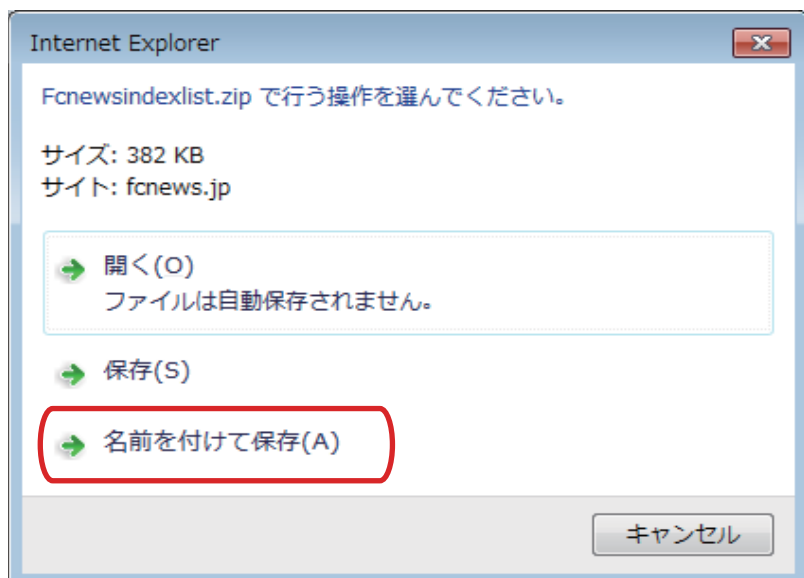 Internet Explorer
Fcnewsindexlist.zip で行う操作を選んでください。
サイズ: 382 KB
サイト: fcnews.jp
開く(O)
ファイルは自動保存されません。
保存(S)
名前を付けて保存(A)
キャンセル